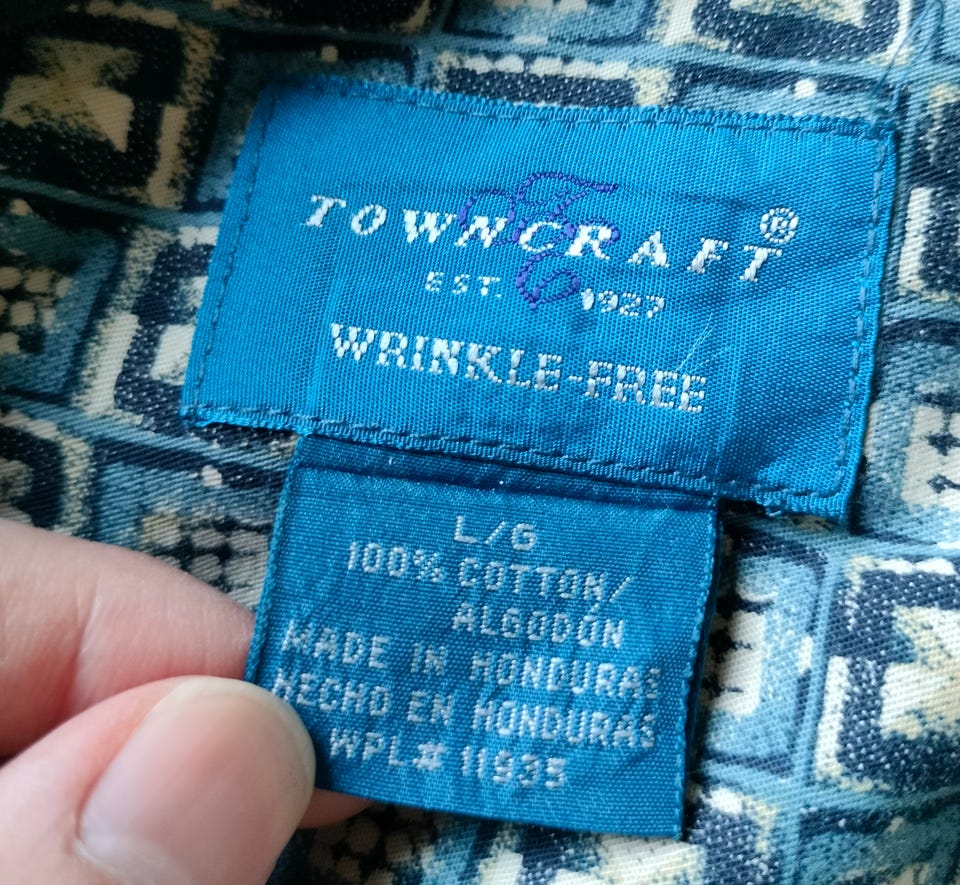 TOWNCRAFT®
EST. 1927
WRINKLE-FREE
L/G
100% COTTON/
ALGODON
MADE IN HONDURAS
HECHO EN HONDURAS
WPL# 11935